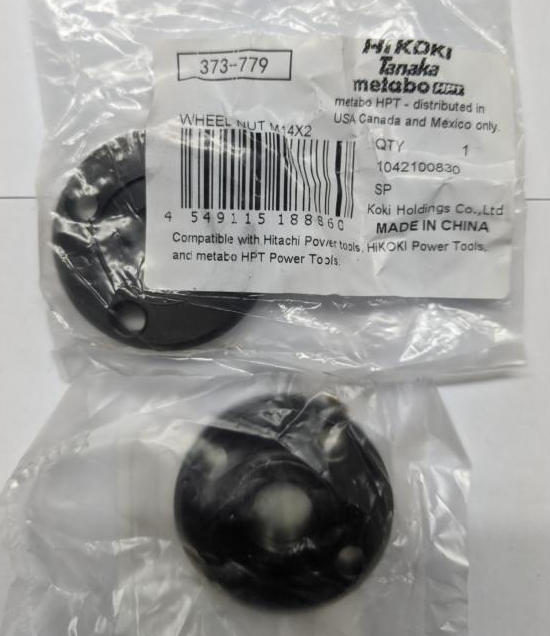 373-779
HiKOKI
Tanaka
metabo HPT
metabo HPT - distributed in
USA Canada and Mexico only.
WHEEL NUT M14X2
QTY 1
1042100830
SP
4 549115 188860
Koki Holdings Co.,Ltd
MADE IN CHINA
Compatible with Hitachi Power tools, HiKOKI Power Tools,
and metabo HPT Power Tools.